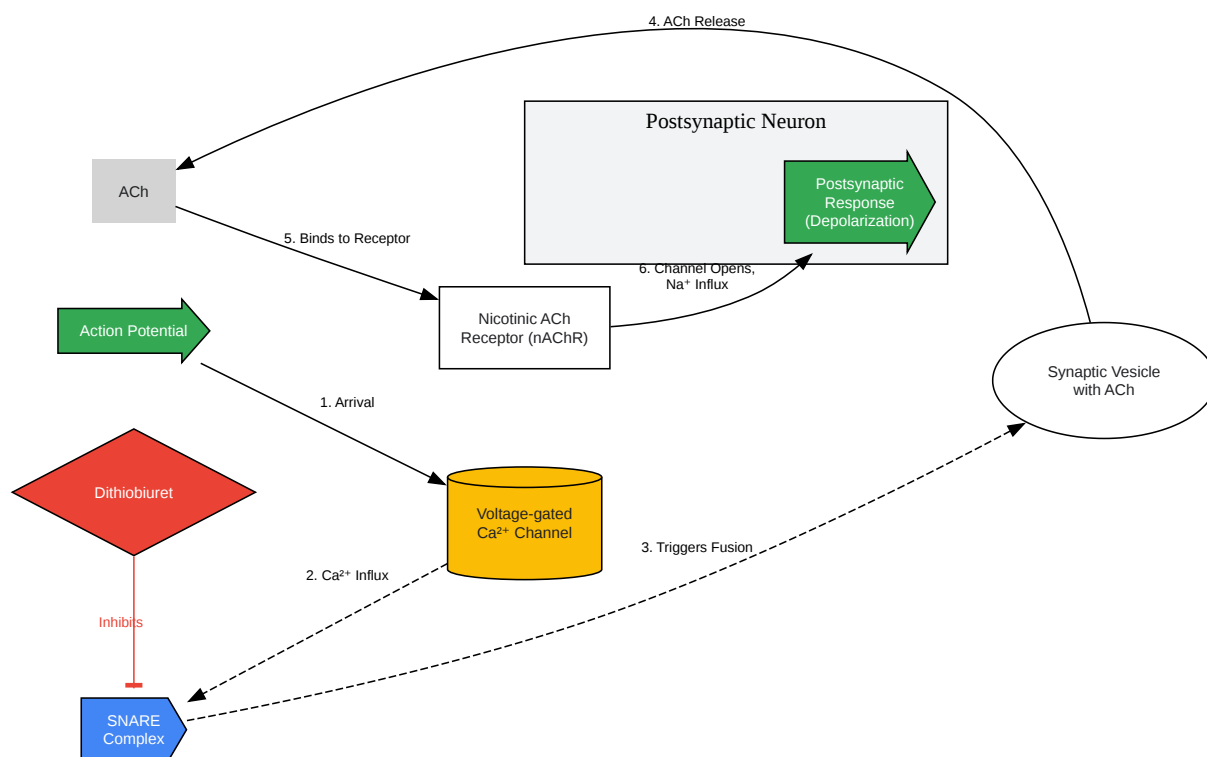 4. ACh Release
Postsynaptic Neuron
ACh
Postsynaptic
Response
(Depolarization)
5. Binds to Receptor
6. Channel Opens,
Na⁺ Influx
Nicotinic ACh
Receptor (nAChR)
Action Potential
Synaptic Vesicle
with ACh
1. Arrival
Dithiobiuret
Voltage-gated
Ca²⁺ Channel
3. Triggers Fusion
2. Ca²⁺ Influx
Inhibits
SNARE
Complex